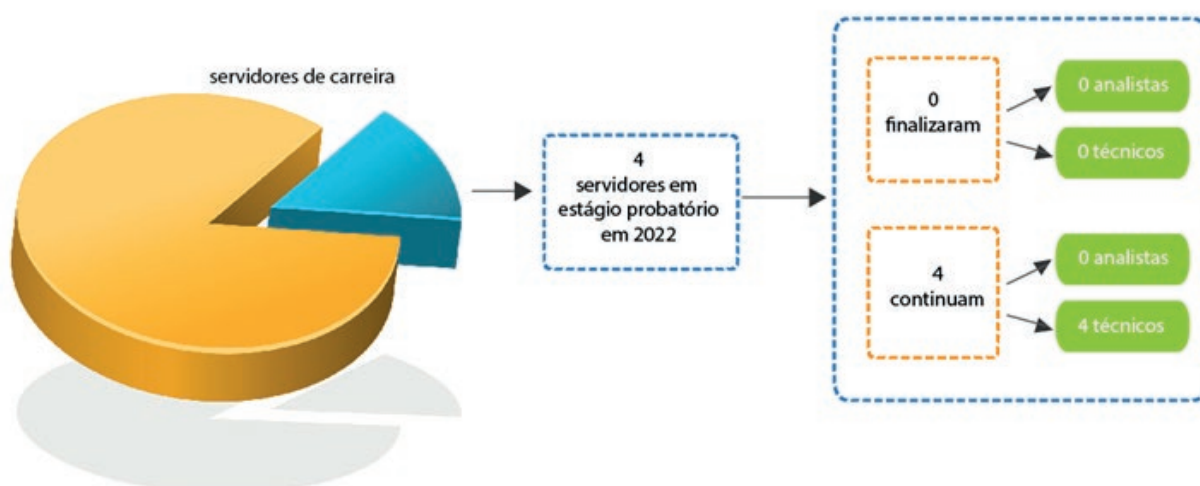 servidores de carreira
4
servidores em
estágio probatório
em 2022
0
finalizaram
0 analistas
0 técnicos
4
continuam
0 analistas
4 técnicos